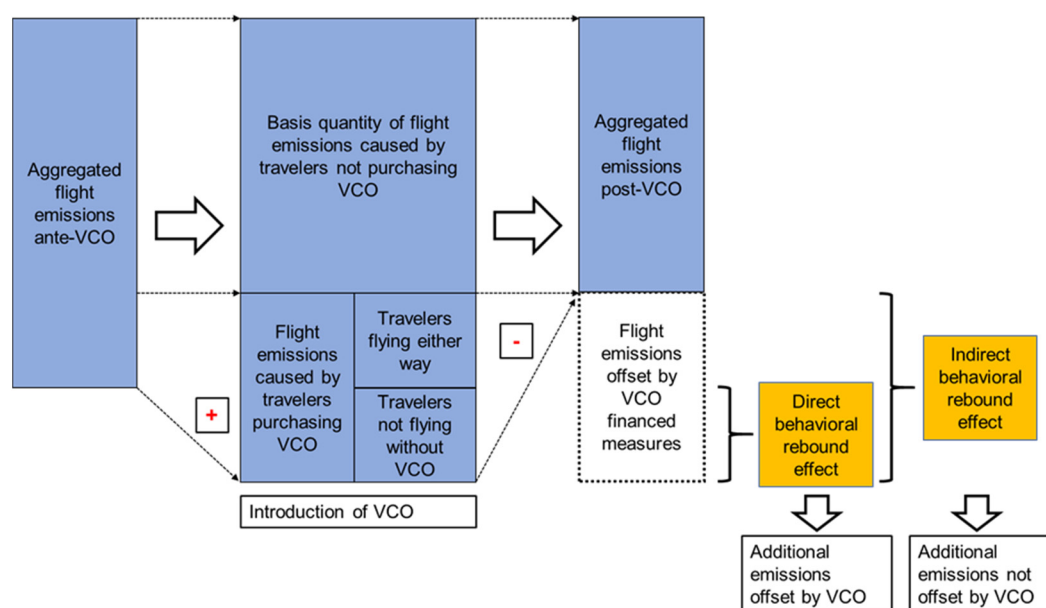 Aggregated
flight
emissions
ante-VCO
Basis quantity of flight
emissions caused by
travelers not purchasing
VCO
Aggregated
flight
emissions
post-VCO
+
Flight
emissions
caused by
travelers
purchasing
VCO
Travelers
flying either
way
Travelers
not flying
without
VCO
-
Flight
emissions
offset by
VCO
financed
measures
Direct
behavioral
rebound
effect
Indirect
behavioral
rebound
effect
Introduction of VCO
Additional
emissions
offset by VCO
Additional
emissions not
offset by VCO